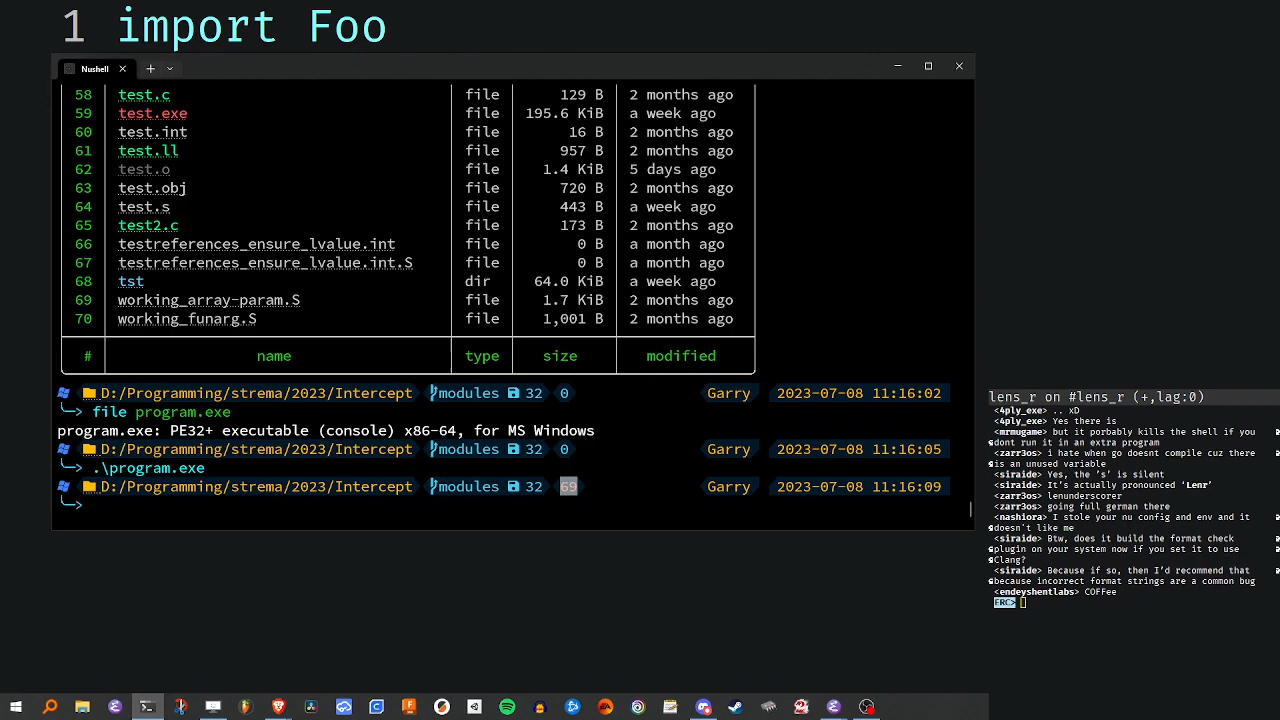 1 import Foo
Nushell
58 test.c file 129 B 2 months ago
59 test.exe file 195.6 KiB a week ago
60 test.int file 16 B 2 months ago
61 test.ll file 957 B 2 months ago
62 test.o file 1.4 KiB 5 days ago
63 test.obj file 720 B 2 months ago
64 test.s file 443 B a week ago
65 test2.c file 173 B 2 months ago
66 testreferences_ensure_lvalue.int file 0 B a month ago
67 testreferences_ensure_lvalue.int.S file 0 B a month ago
68 tst dir 64.0 KiB a week ago
69 working_array-param.S file 1.7 KiB 2 months ago
70 working_funarg.S file 1,001 B 2 months ago
# name type size modified
D:/Programming/strema/2023/Intercept modules 32 0 Garry 2023-07-08 11:16:02
file program.exe
program.exe: PE32+ executable (console) x86-64, for MS Windows
D:/Programming/strema/2023/Intercept modules 32 0 Garry 2023-07-08 11:16:05
.\program.exe
D:/Programming/strema/2023/Intercept modules 32 69 Garry 2023-07-08 11:16:09
lens_r on #lens_r (+,lag:0)
<4ply_exe> .. xD
<4ply_exe> Yes there is
<mrmugame> but it porbably kills the shell if you
dont run it in an extra program
<zarr3os> i hate when go doesnt compile cuz there
is an unused variable
<siraide> Yes, the 's' is silent
<siraide> It's actually pronounced 'Lenr'
<zarr3os> lenunderscorer
<zarr3os> going full german there
<nashiora> I stole your nu config and env and it
doesn't like me
<siraide> Btw, does it build the format check
plugin on your system now if you set it to use
Clang?
<siraide> Because if so, then I'd recommend that
because incorrect format strings are a common bug
<endeyshentlabs> COFFee
ERC>